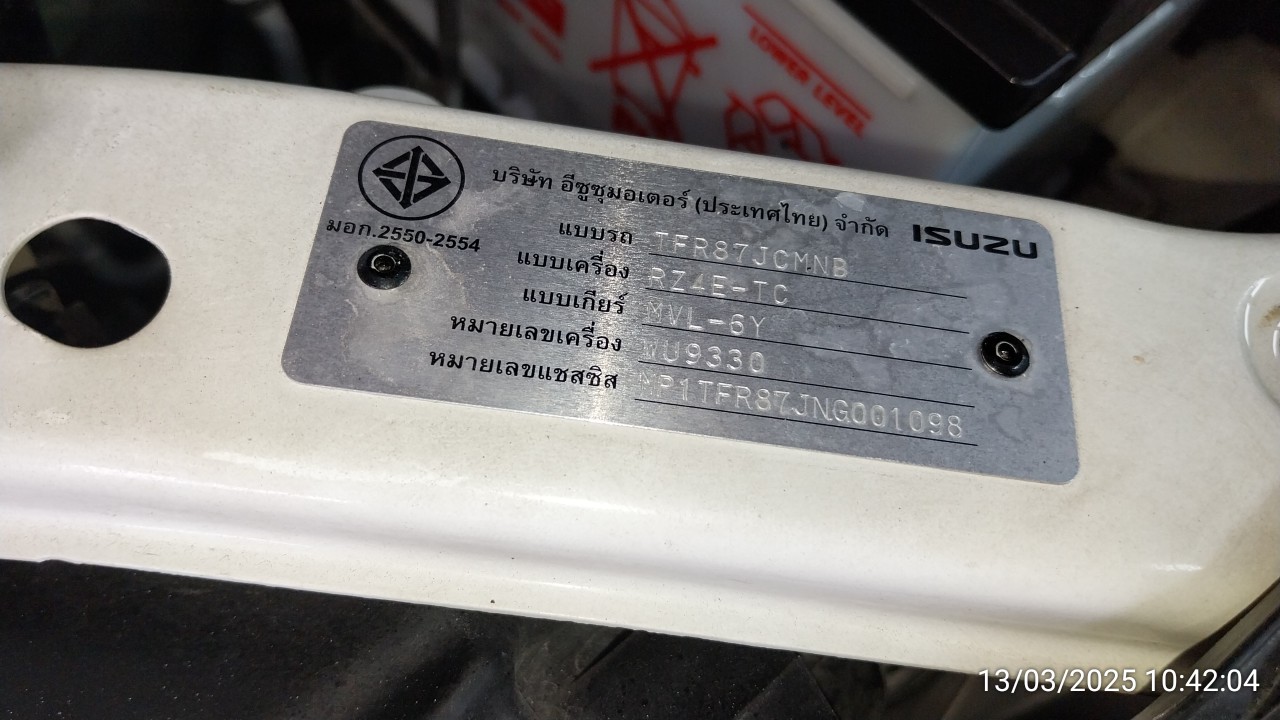 LOWER LEVEL
บริษัท อีซูซุมอเตอร์ (ประเทศไทย) จำกัด ISUZU
มอก.2550-2554
แบบรถ TFR87JCMNB
แบบเครื่อง RZ4E-TC
แบบเกียร์ MVL-6Y
หมายเลขเครื่อง WU9330
หมายเลขแชสซิส MP1TFR87JNG001098
13/03/2025 10:42:04